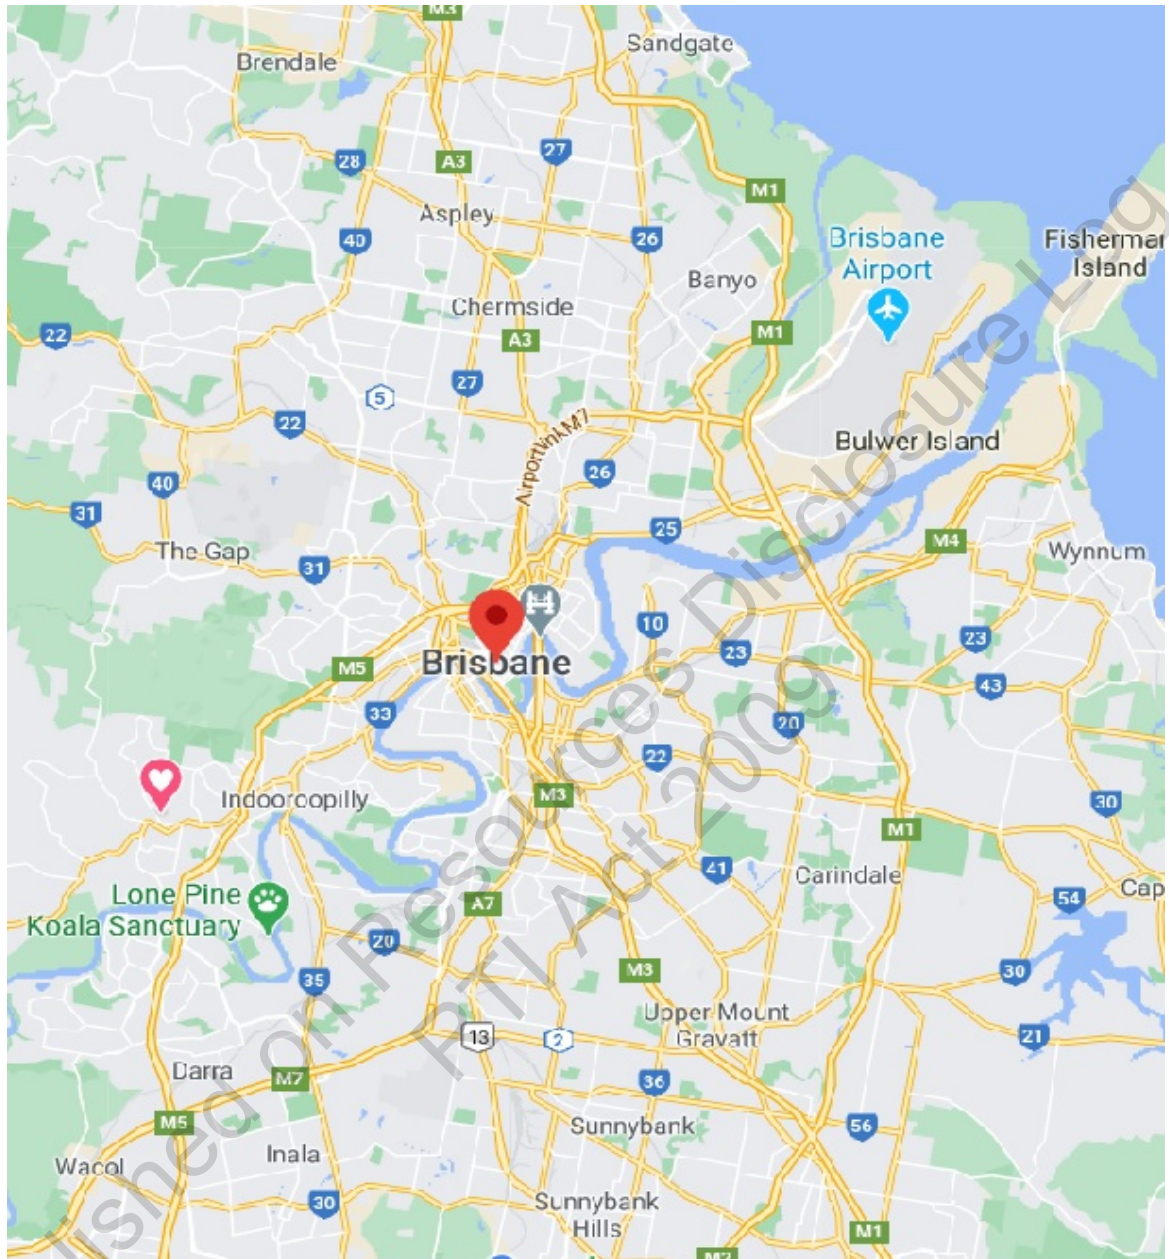 M3
Sandgate
Brendale
27
28
A3
M1
Aspley
40
26
Brisbane
Airport
Fisherman
Island
Banyo
Chermside
22
A3
M1
27
5
22
AirportlinkM7
Bulwer Island
26
40
31
25
M4
The Gap
Wynnum
31
10
23
23
Brisbane
M5
43
33
20
22
Indooroopilly
M3
30
M1
41
Carindale
Lone Pine
Koala Sanctuary
A7
54
Cap
20
35
M3
30
Upper Mount
Gravatt
13
2
21
Darra
M7
36
M5
Sunnybank
56
Wacol
Inala
30
Sunnybank
Hills
M1
M2
lished on Resources Disclosure Log
RTI Act 2009